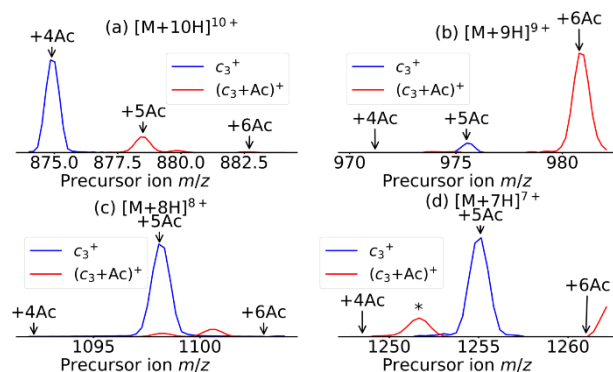 (a) [M+10H]¹⁰⁺
+4Ac
c₃⁺
(c₃+Ac)⁺
+5Ac
+6Ac
875.0 877.5 880.0 882.5
Precursor ion m/z
(b) [M+9H]⁹⁺
+6Ac
c₃⁺
(c₃+Ac)⁺
+4Ac
+5Ac
970 975 980
Precursor ion m/z
(c) [M+8H]⁸⁺
+5Ac
c₃⁺
(c₃+Ac)⁺
+4Ac
+6Ac
1095 1100
Precursor ion m/z
(d) [M+7H]⁷⁺
+5Ac
c₃⁺
(c₃+Ac)⁺
+4Ac
*
+6Ac
1250 1255 1260
Precursor ion m/z